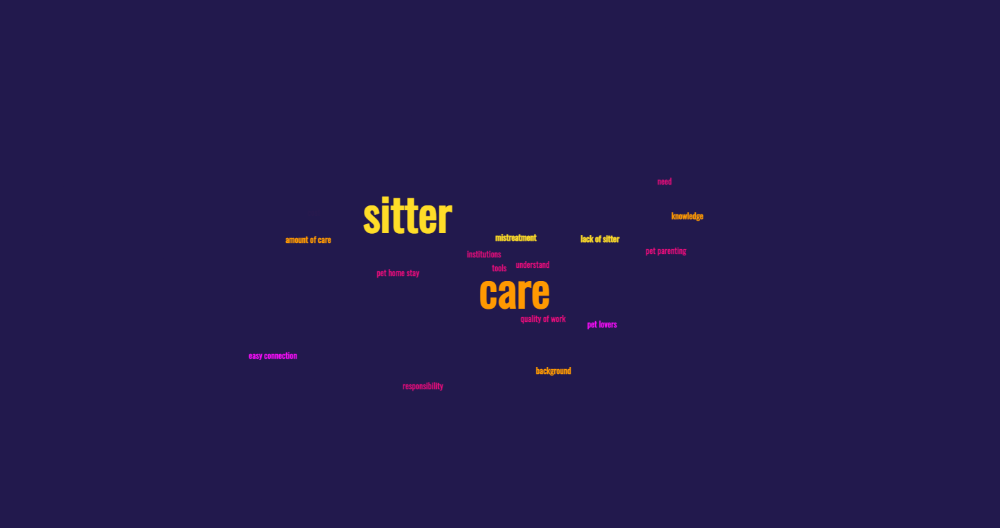 need
sitter
knowledge
mistreatment
lack of sitter
amount of care
pet parenting
institutions
understand
tools
pet home stay
care
quality of work
pet lovers
easy connection
background
responsibility